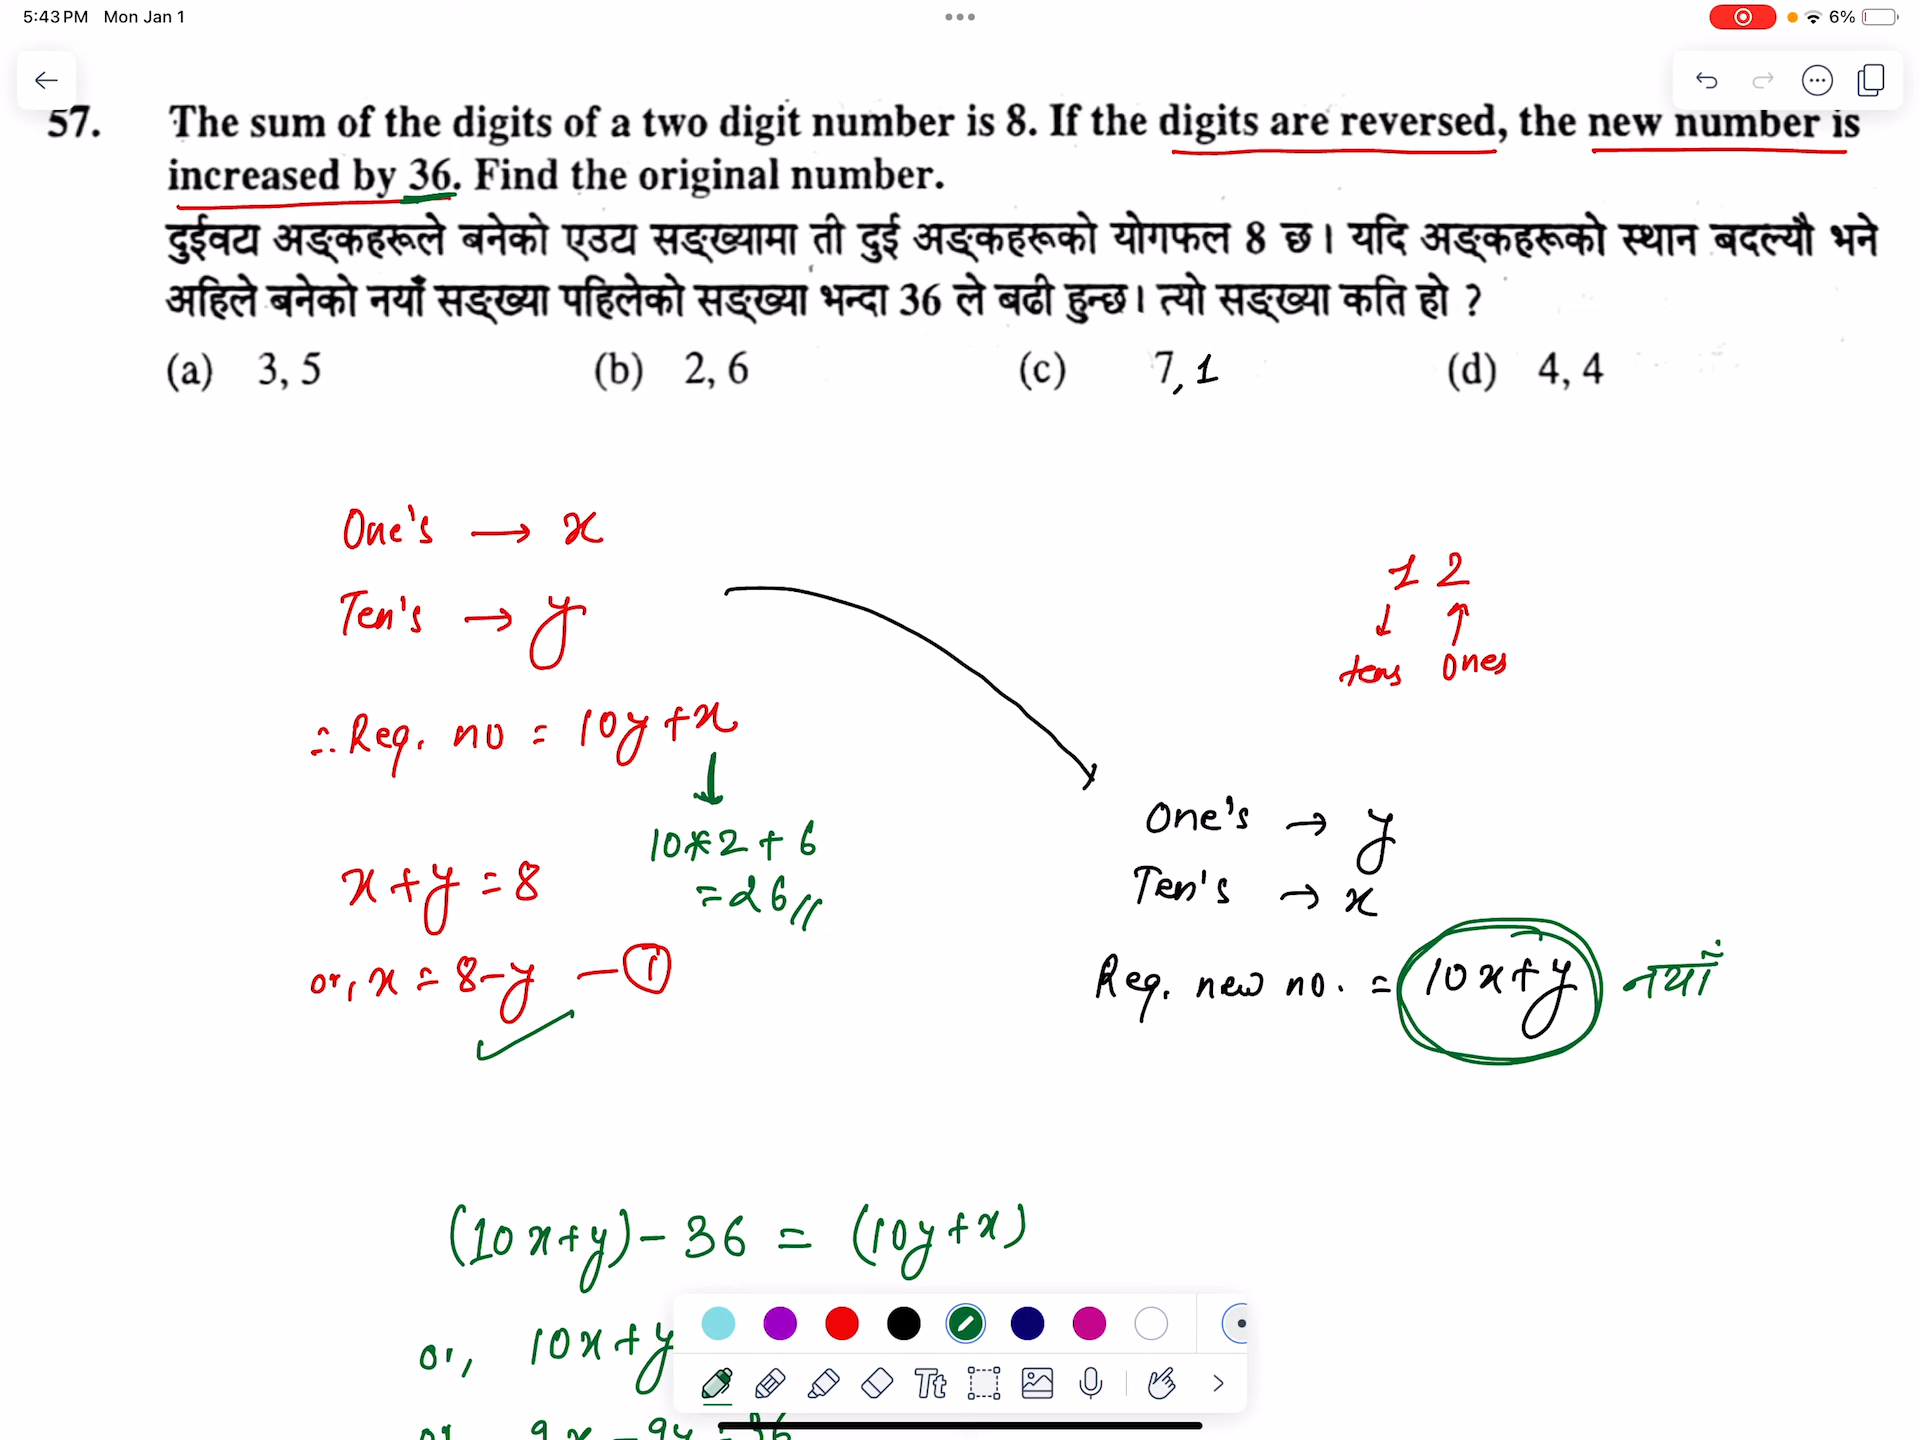 5:43 PM Mon Jan 1
6%
57. The sum of the digits of a two digit number is 8. If the digits are reversed, the new number is
increased by 36. Find the original number.
दुईवटा अङ्कहरूले बनेको एउटा सङ्ख्यामा ती दुई अङ्कहरूको योगफल 8 छ। यदि अङ्कहरूको स्थान बदल्यौ भने
अहिले बनेको नयाँ सङ्ख्या पहिलेको सङ्ख्या भन्दा 36 ले बढी हुन्छ। त्यो सङ्ख्या कति हो ?
(a) 3, 5 (b) 2, 6 (c) 7, 1 (d) 4, 4
One's → x
Ten's → y
∴ Req. no = 10y + x
10*2 + 6
= 26//
x + y = 8
or, x = 8 - y - ①
1 2
tens ones
One's → y
Ten's → x
Req. new no. = 10x + y नयाँ
(10x + y) - 36 = (10y + x)
or, 10x + y
or 9x - 9y = 36
Tt